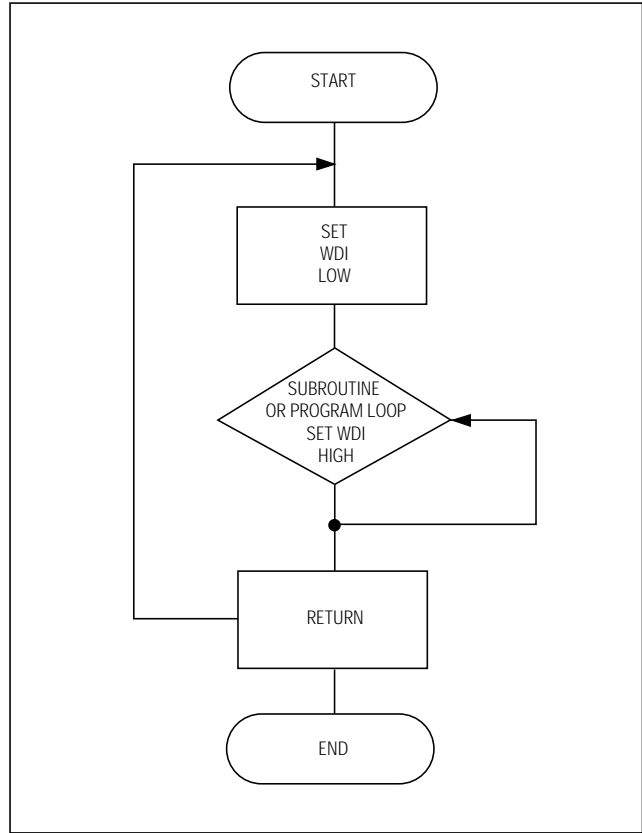 START
SET
WDI
LOW
SUBROUTINE
OR PROGRAM LOOP
SET WDI
HIGH
RETURN
END